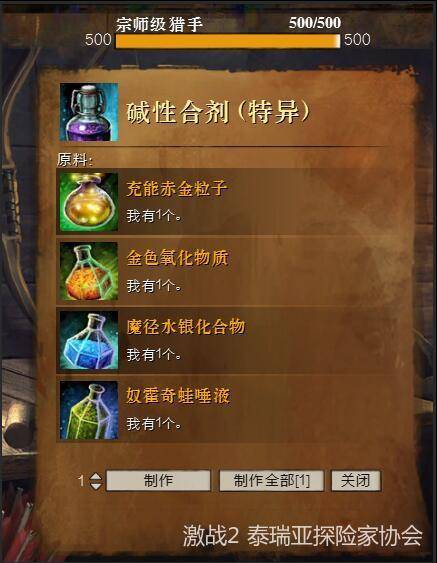 宗师级猎手 500/500
500 500
碱性合剂(特异)
原料:
充能赤金粒子
我有1个。
金色氧化物质
我有1个。
魔径水银化合物
我有1个。
奴霍奇蛙唾液
我有1个。
1 制作 制作全部[1] 关闭
激战2 泰瑞亚探险家协会